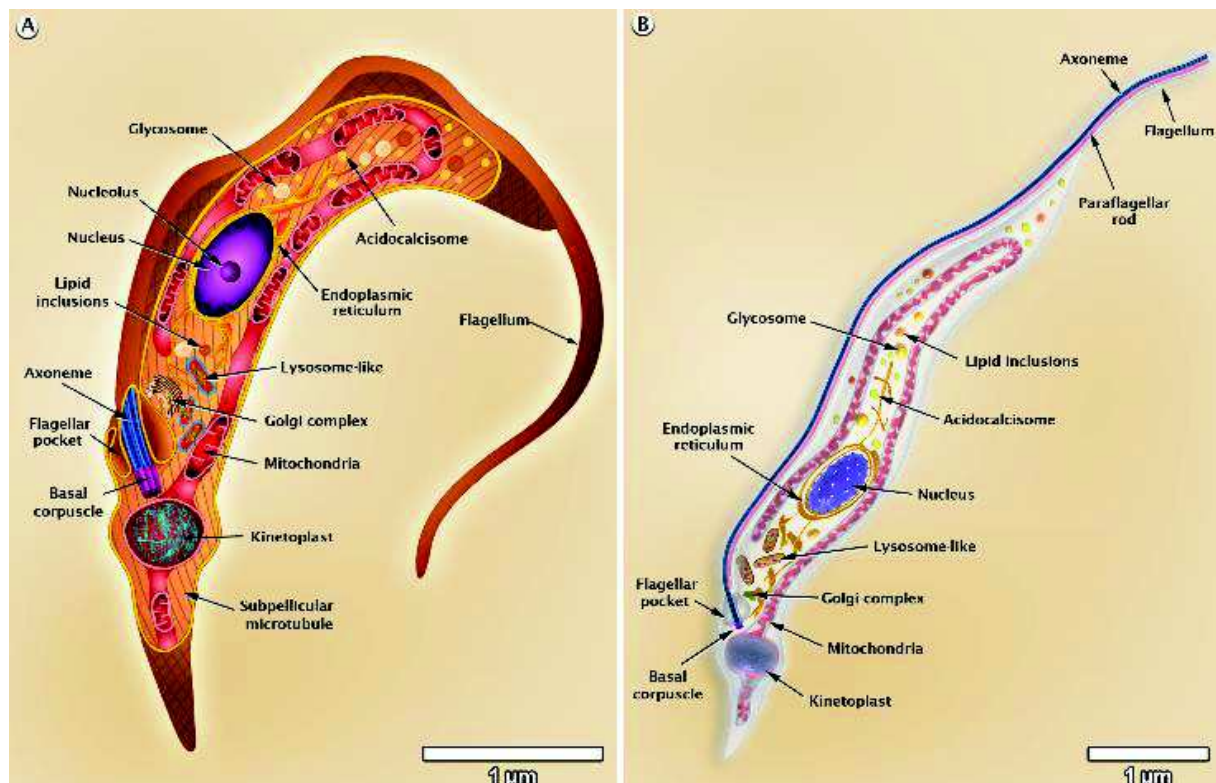 A
Glycosome
Nucleolus
Nucleus
Lipid
inclusions
Axoneme
Flagellar
pocket
Basal
corpuscle
Acidocalcisome
Endoplasmic
reticulum
Flagellum
Lysosome-like
Golgi complex
Mitochondria
Kinetoplast
Subpellicular
microtubule
1 µm
B
Axoneme
Flagellum
Paraflagellar
rod
Glycosome
Lipid inclusions
Acidocalcisome
Endoplasmic
reticulum
Nucleus
Lysosome-like
Flagellar
pocket
Golgi complex
Mitochondria
Basal
corpuscle
Kinetoplast
1 µm